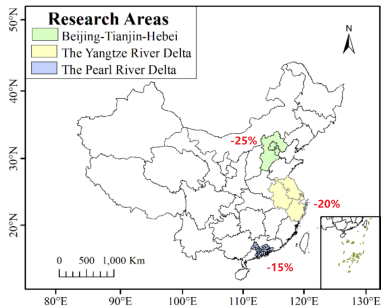 Research Areas
Beijing-Tianjin-Hebei
The Yangtze River Delta
The Pearl River Delta
N
50°N
40°N
30°N
20°N
-25%
-20%
-15%
0 500 1,000 Km
80°E 90°E 100°E 110°E 120°E 130°E